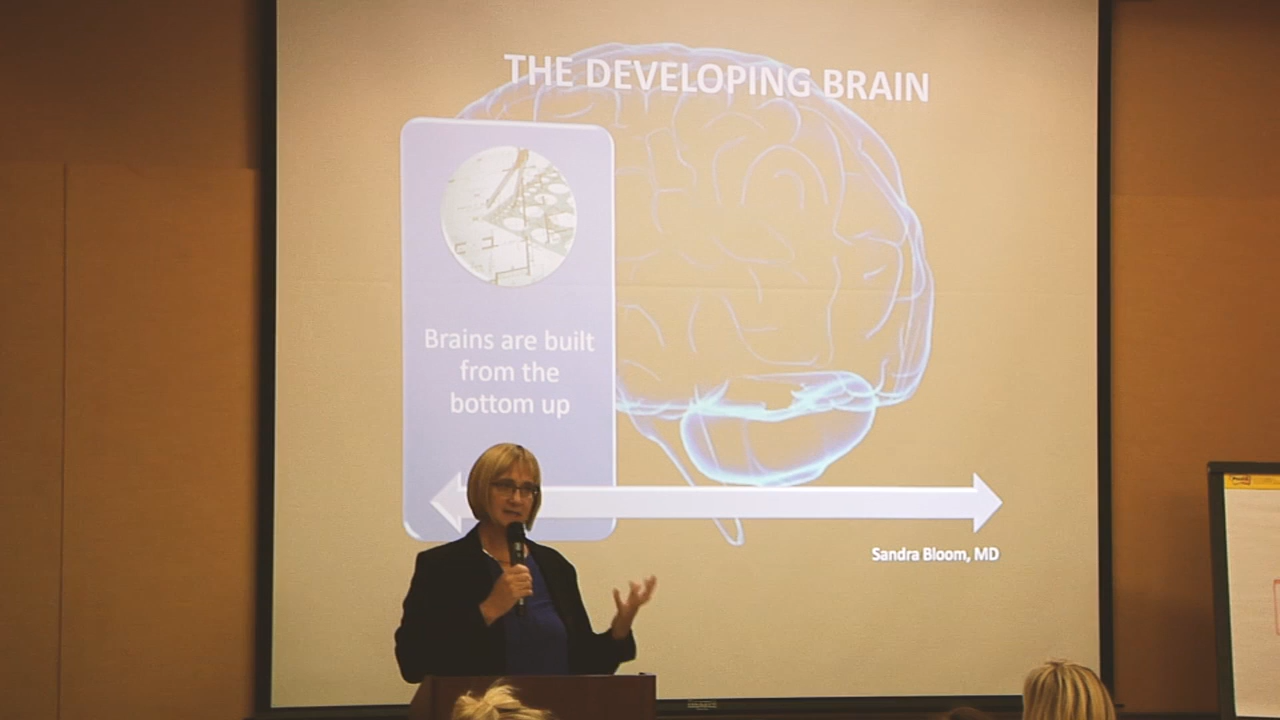 THE DEVELOPING BRAIN
Brains are built
from the
bottom up
Sandra Bloom, MD